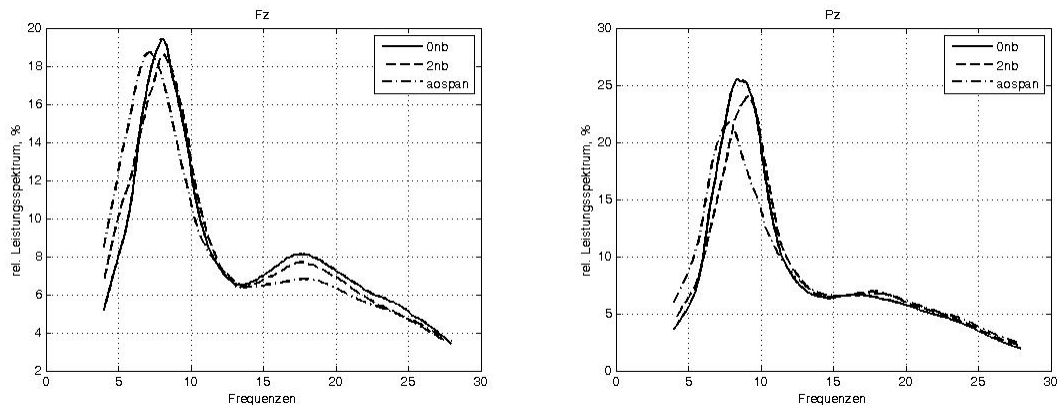 Fz
20
18
16
14
12
10
8
6
4
2
rel. Leistungsspektrum, %
0 5 10 15 20 25 30
Frequenzen
0nb
2nb
aospan
Pz
30
25
20
15
10
5
0
rel. Leistungsspektrum, %
0 5 10 15 20 25 30
Frequenzen
0nb
2nb
aospan